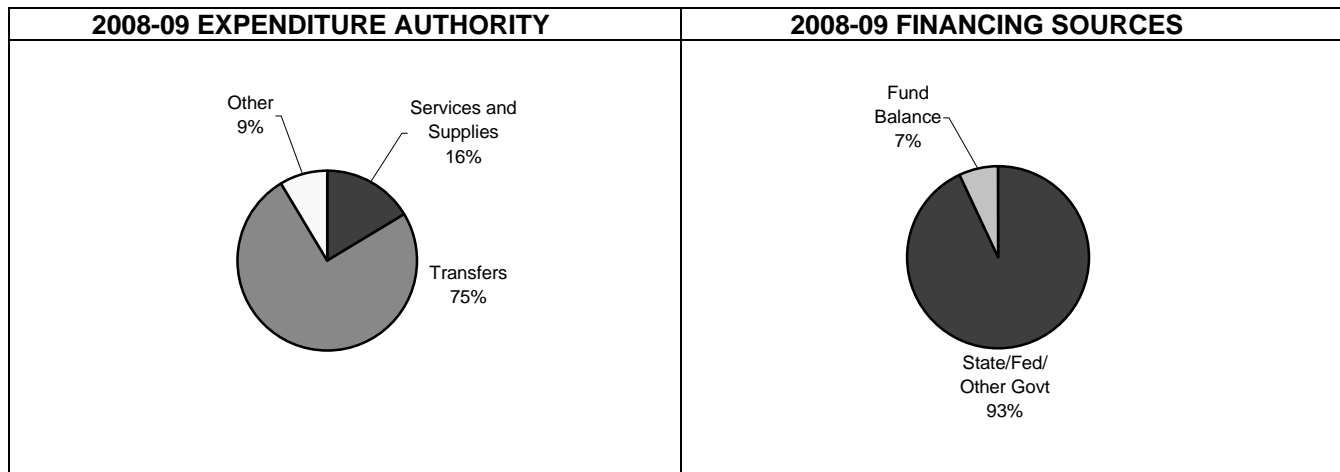 2008-09 EXPENDITURE AUTHORITY
Other
9%
Services and
Supplies
16%
Transfers
75%
2008-09 FINANCING SOURCES
Fund
Balance
7%
State/Fed/
Other Govt
93%